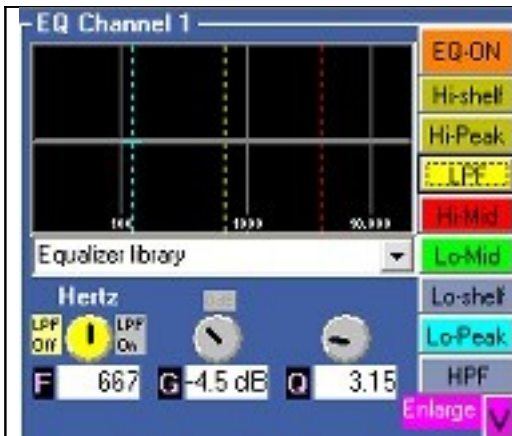 EQ Channel 1
EQ-ON
Hi-shelf
Hi-Peak
LPF
Hi-Mid
100 1000 10.000
Equalizer library
Lo-Mid
Hertz
Lo-shelf
LPF Off
LPF On
Lo-Peak
F 667 G -4.5 dB Q 3.15
HPF
Enlarge V